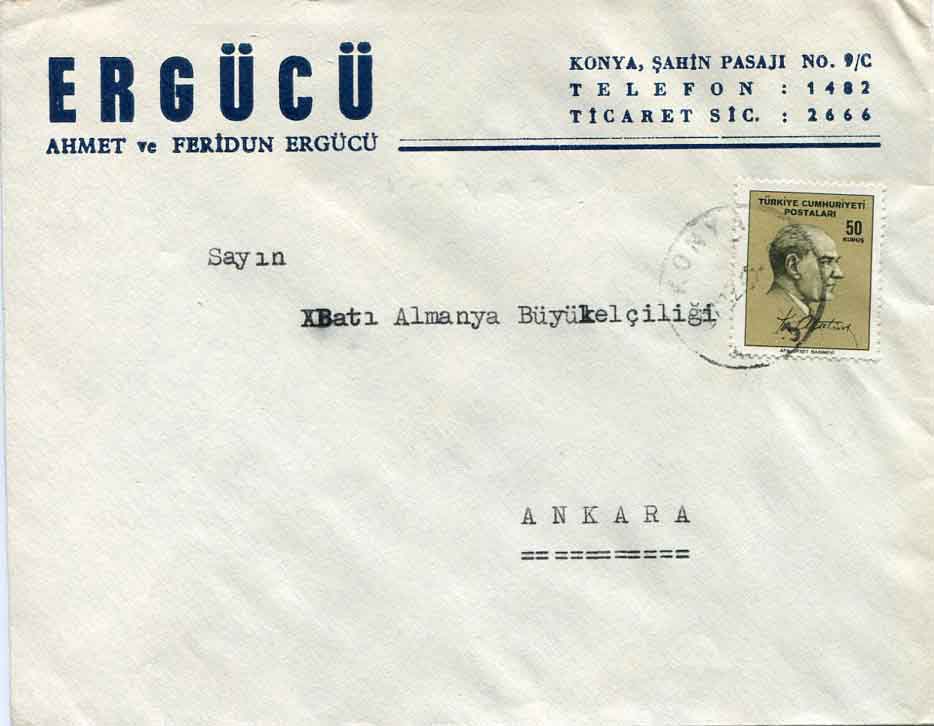 ERGÜCÜ
AHMET ve FERİDUN ERGÜCÜ
KONYA, ŞAHİN PASAJI NO. 9/C
TELEFON : 1482
TİCARET SİC. : 2666
TÜRKİYE CUMHURİYETİ
POSTALARI
50
KURUŞ
KONYA
Sayın
XBatı Almanya Büyükelçiliği
ANKARA
== ==========